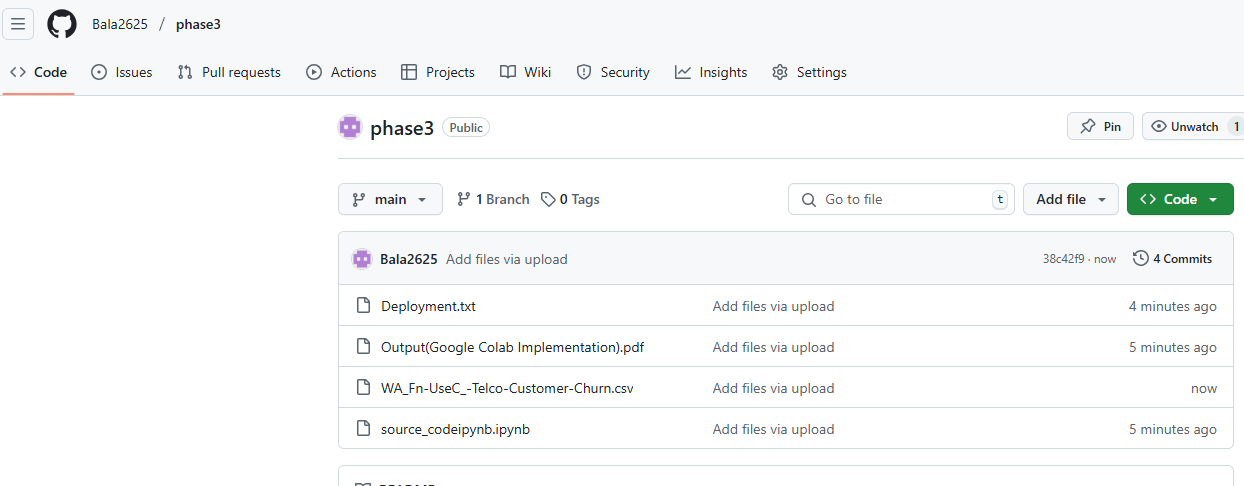 Bala2625 / phase3
Code Issues Pull requests Actions Projects Wiki Security Insights Settings
phase3 Public Pin Unwatch 1
main 1 Branch 0 Tags Go to file t Add file Code
Bala2625 Add files via upload 38c42f9 · now 4 Commits
Deployment.txt Add files via upload 4 minutes ago
Output(Google Colab Implementation).pdf Add files via upload 5 minutes ago
WA_Fn-UseC_-Telco-Customer-Churn.csv Add files via upload now
source_codeipynb.ipynb Add files via upload 5 minutes ago